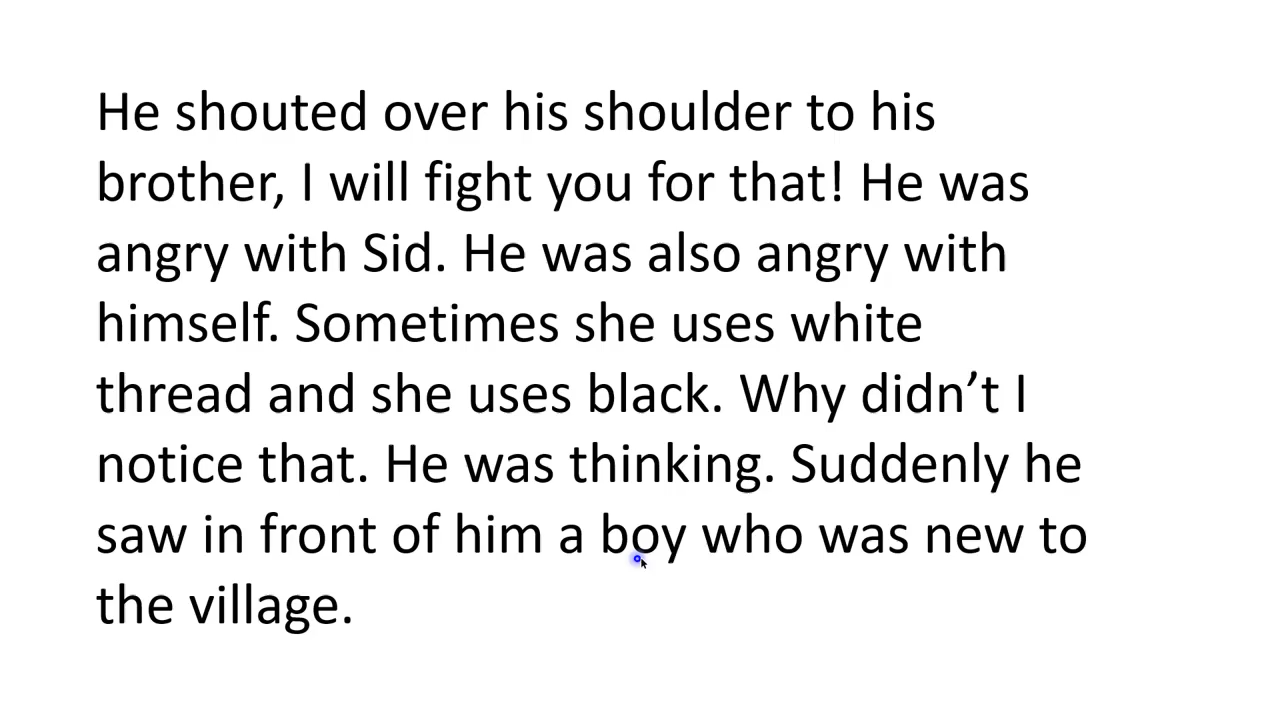 He shouted over his shoulder to his
brother, I will fight you for that! He was
angry with Sid. He was also angry with
himself. Sometimes she uses white
thread and she uses black. Why didn’t I
notice that. He was thinking. Suddenly he
saw in front of him a boy who was new to
the village.